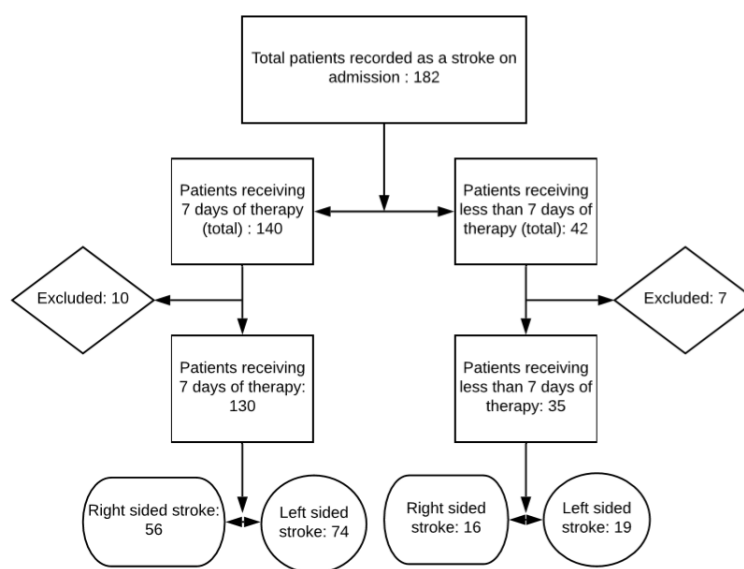 Total patients recorded as a stroke on
admission : 182
Patients receiving
7 days of therapy
(total) : 140
Patients receiving
less than 7 days of
therapy (total): 42
Excluded: 10
Excluded: 7
Patients receiving
7 days of therapy:
130
Patients receiving
less than 7 days of
therapy: 35
Right sided stroke:
56
Left sided
stroke: 74
Right sided
stroke: 16
Left sided
stroke: 19